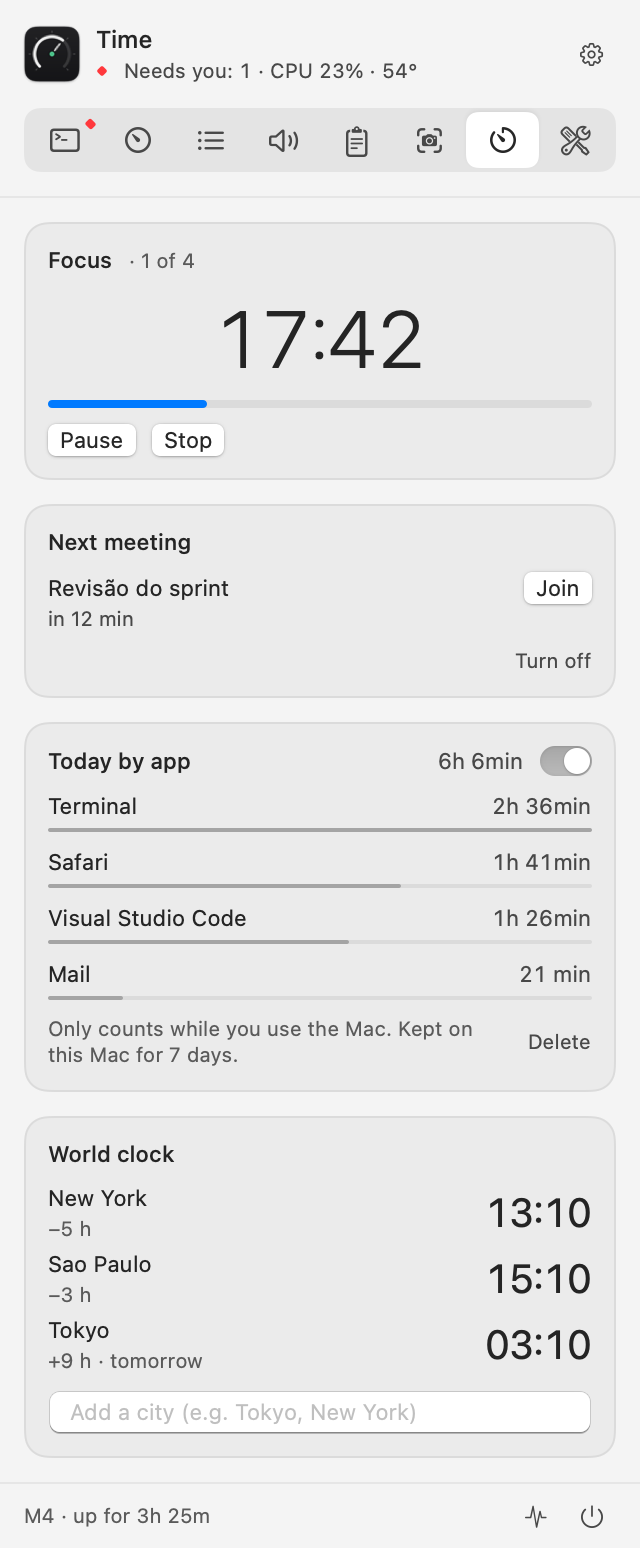 Time
Needs you: 1 · CPU 23% · 54°
Focus · 1 of 4
17:42
Pause Stop
Next meeting
Revisão do sprint Join
in 12 min
Turn off
Today by app 6h 6min
Terminal 2h 36min
Safari 1h 41min
Visual Studio Code 1h 26min
Mail 21 min
Only counts while you use the Mac. Kept on
this Mac for 7 days. Delete
World clock
New York 13:10
–5 h
Sao Paulo 15:10
–3 h
Tokyo 03:10
+9 h · tomorrow
Add a city (e.g. Tokyo, New York)
M4 · up for 3h 25m